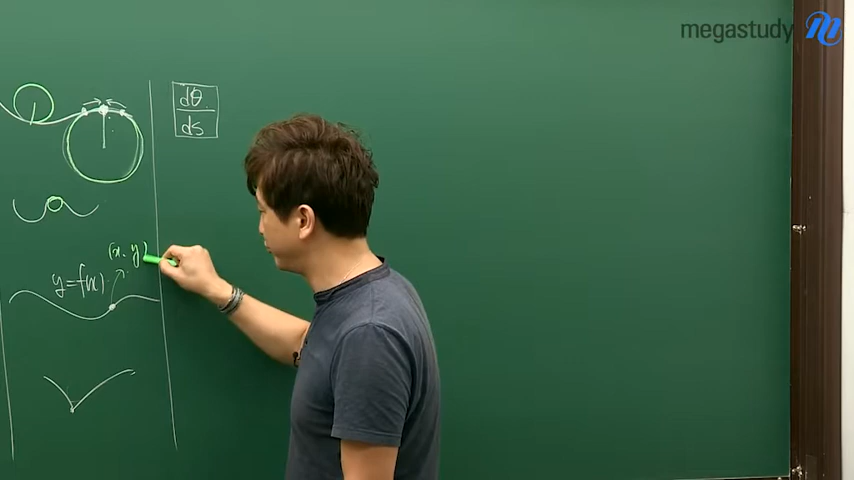 megastudy
dθ
ds
(x, y)
y=f(x)